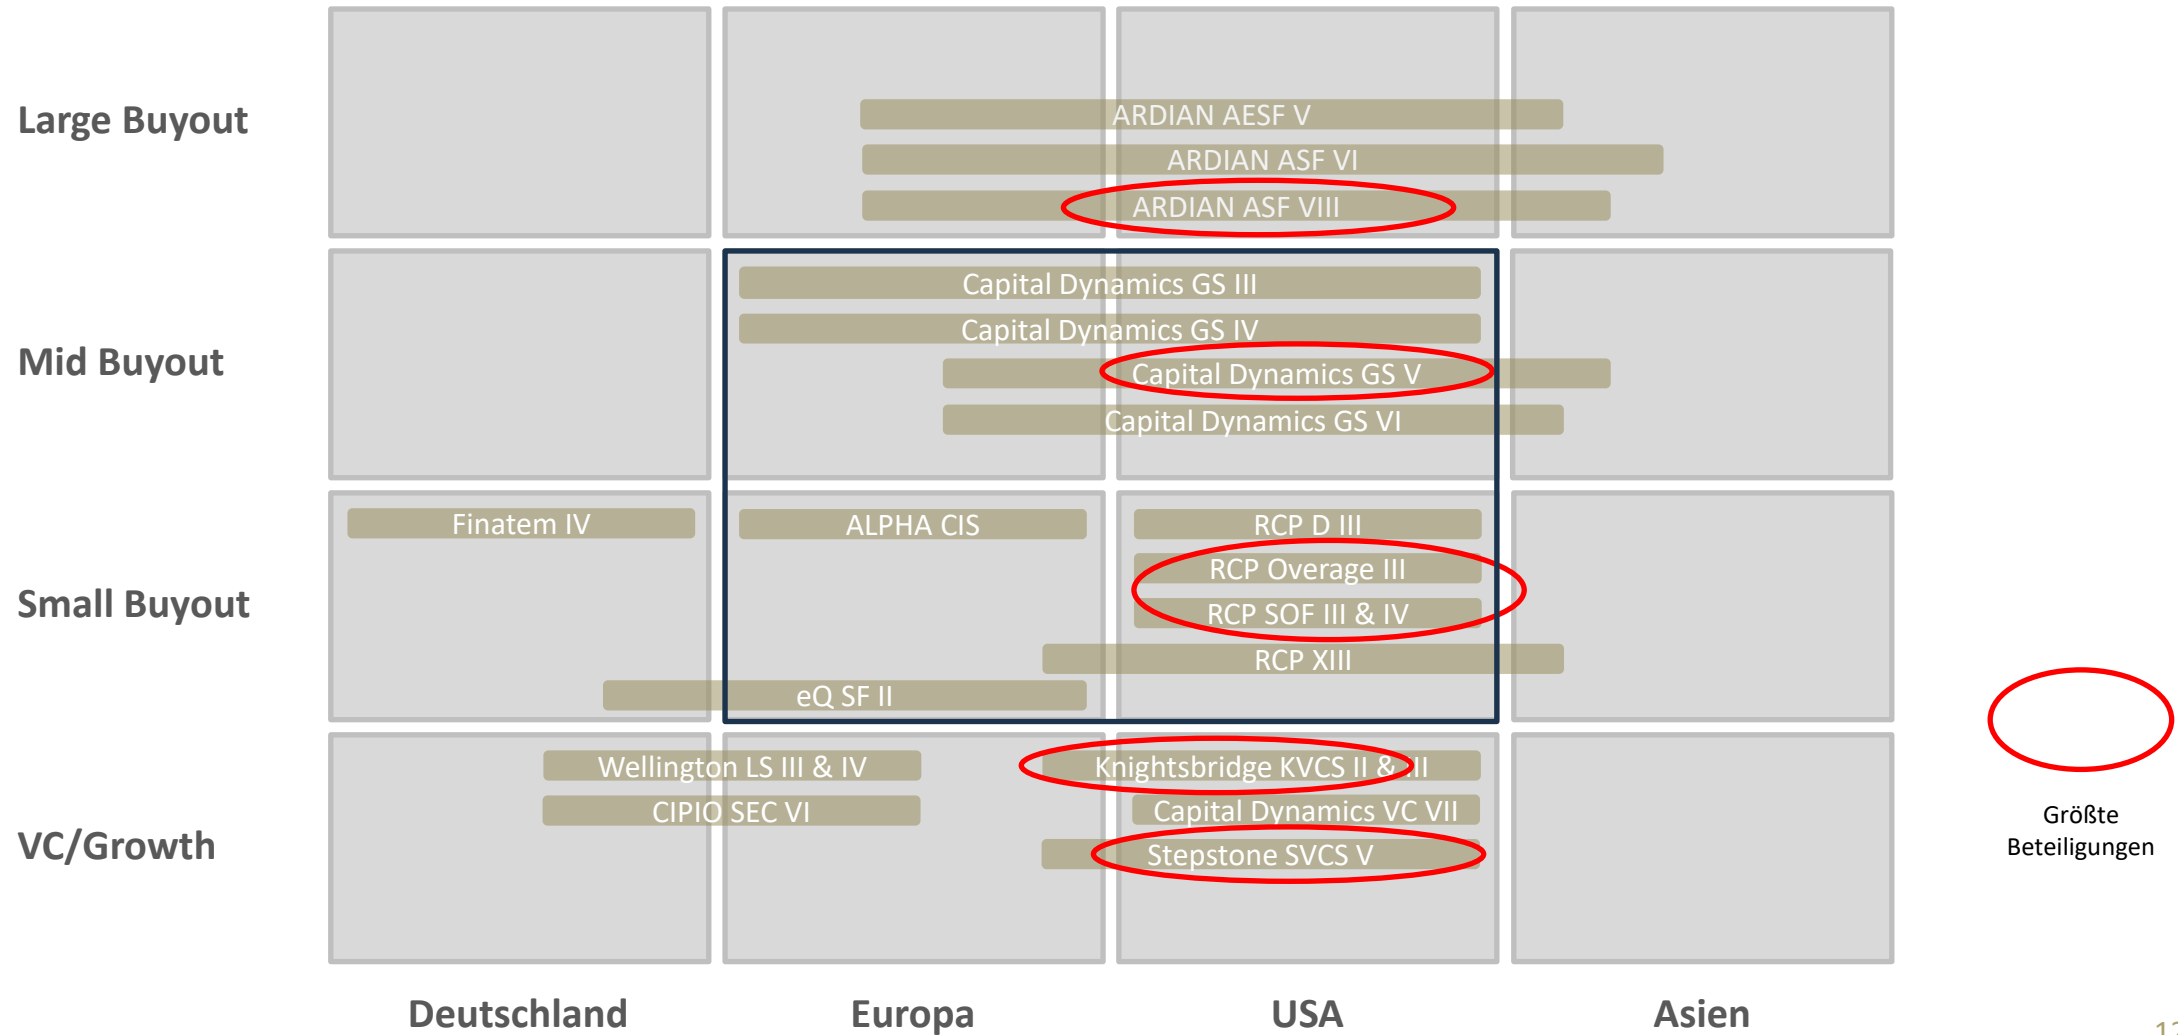 Large Buyout
ARDIAN AESF V
ARDIAN ASF VI
ARDIAN ASF VIII
Mid Buyout
Capital Dynamics GS III
Capital Dynamics GS IV
Capital Dynamics GS V
Capital Dynamics GS VI
Small Buyout
Finatem IV
ALPHA CIS
RCP D III
RCP Overage III
RCP SOF III & IV
RCP XIII
eQ SF II
VC/Growth
Wellington LS III & IV
Knightsbridge KVCS II & III
CIPIO SEC VI
Capital Dynamics VC VII
Stepstone SVCS V
Größte
Beteiligungen
Deutschland
Europa
USA
Asien